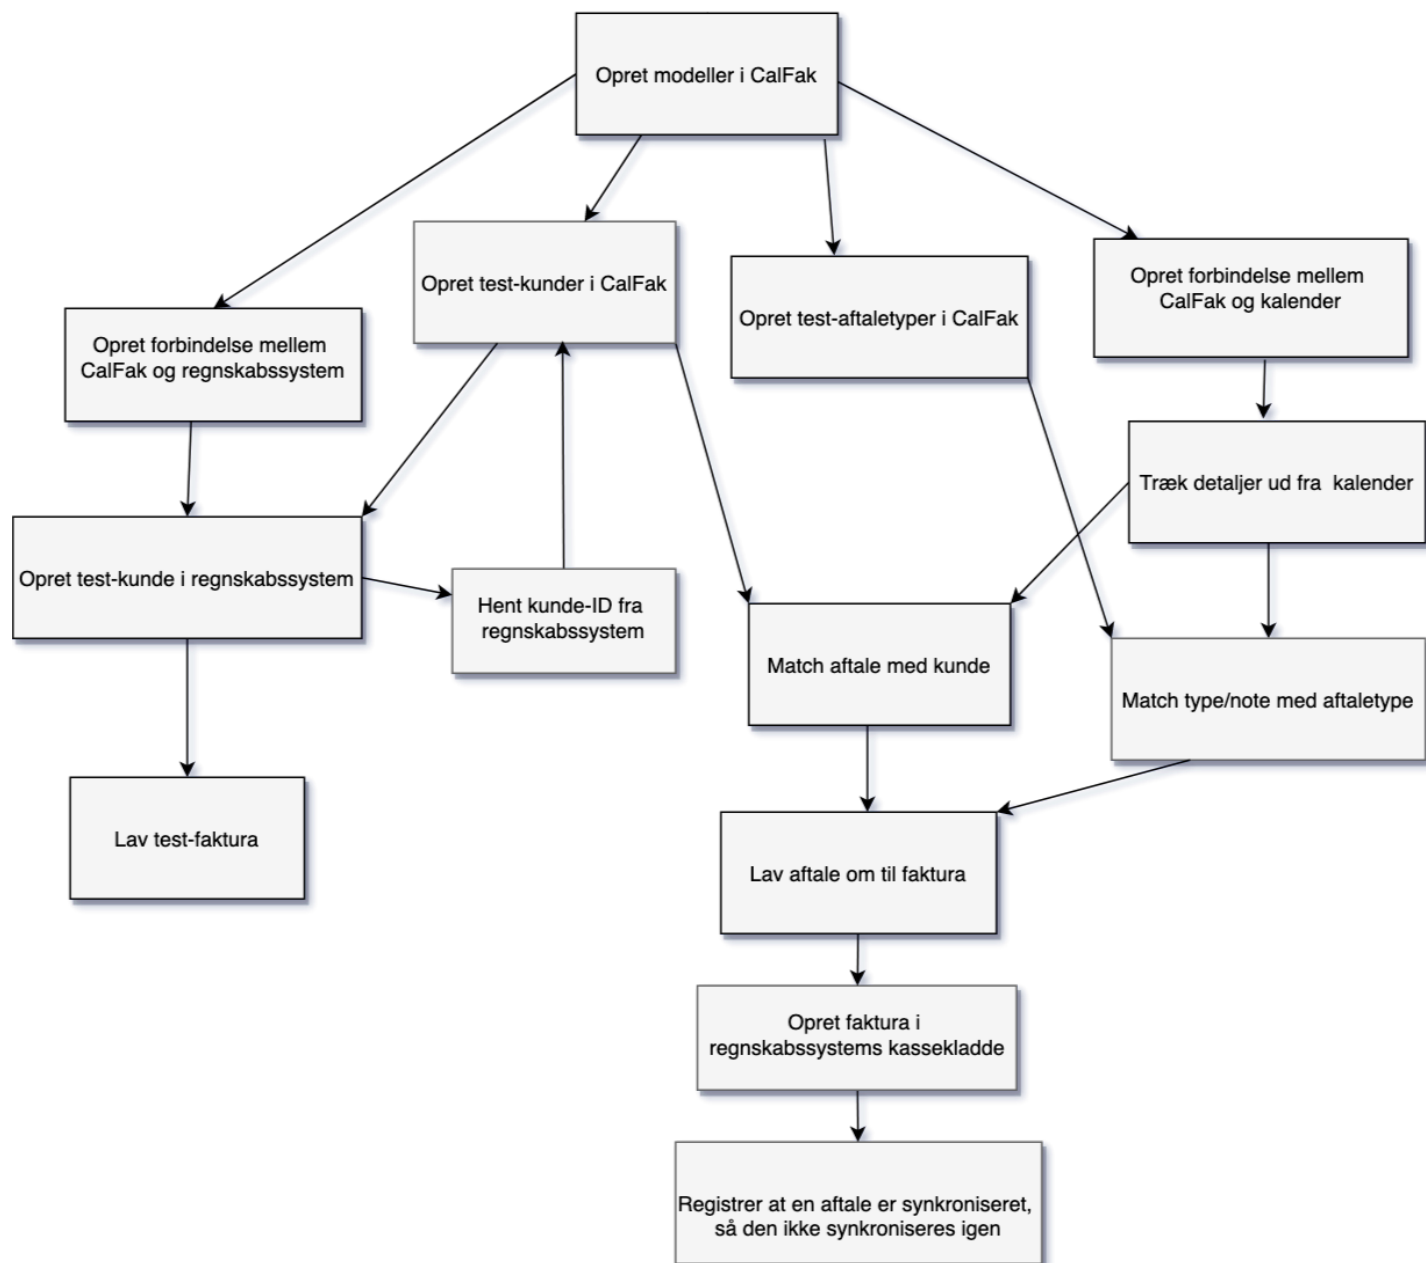 Opret modeller i CalFak
Opret test-kunder i CalFak
Opret test-aftaletyper i CalFak
Opret forbindelse mellem
CalFak og kalender
Opret forbindelse mellem
CalFak og regnskabssystem
Træk detaljer ud fra kalender
Opret test-kunde i regnskabssystem
Hent kunde-ID fra
regnskabssystem
Match aftale med kunde
Match type/note med aftaletype
Lav test-faktura
Lav aftale om til faktura
Opret faktura i
regnskabssystems kassekladde
Registrer at en aftale er synkroniseret,
så den ikke synkroniseres igen